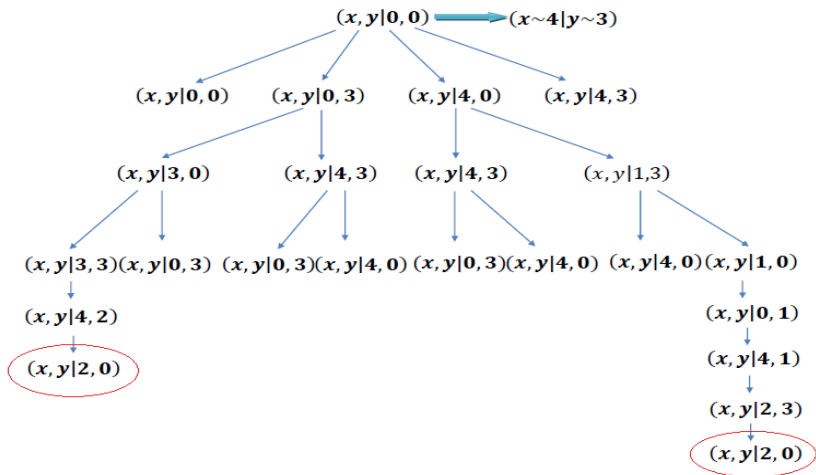 (x, y|0, 0) (x~4|y~3)
(x, y|0, 0) (x, y|0, 3) (x, y|4, 0) (x, y|4, 3)
(x, y|3, 0) (x, y|4, 3) (x, y|4, 3) (x, y|1,3)
(x, y|3, 3)(x, y|0, 3) (x, y|0, 3)(x, y|4, 0) (x, y|0, 3)(x, y|4, 0) (x, y|4, 0) (x, y|1, 0)
(x, y|4, 2) (x, y|0, 1)
(x, y|2, 0) (x, y|4, 1)
(x, y|2, 3)
(x, y|2, 0)